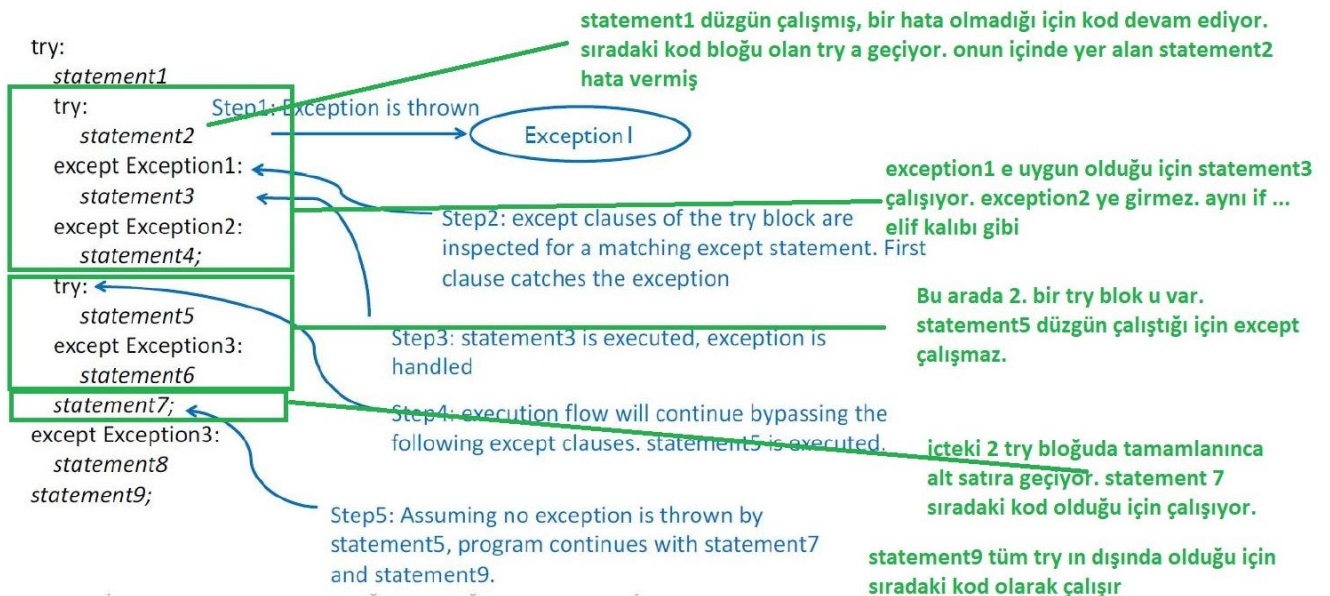 try:
statement1
try:
statement2
except Exception1:
statement3
except Exception2:
statement4;
try:
statement5
except Exception3:
statement6
statement7;
except Exception3:
statement8
statement9;
Step1: Exception is thrown
Exception1
Step2: except clauses of the try block are
inspected for a matching except statement. First
clause catches the exception
Step3: statement3 is executed, exception is
handled
Step4: execution flow will continue bypassing the
following except clauses. statement5 is executed.
Step5: Assuming no exception is thrown by
statement5, program continues with statement7
and statement9.
statement1 düzgün çalışmış, bir hata olmadığı için kod devam ediyor.
sıradaki kod bloğu olan try a geçiyor. onun içinde yer alan statement2
hata vermiş
exception1 e uygun olduğu için statement3
çalışıyor. exception2 ye girmez. aynı if ...
elif kalıbı gibi
Bu arada 2. bir try blok u var.
statement5 düzgün çalıştığı için except
çalışmaz.
içteki 2 try bloğuda tamamlanınca
alt satıra geçiyor. statement 7
sıradaki kod olduğu için çalışıyor.
statement9 tüm try ın dışında olduğu için
sıradaki kod olarak çalışır